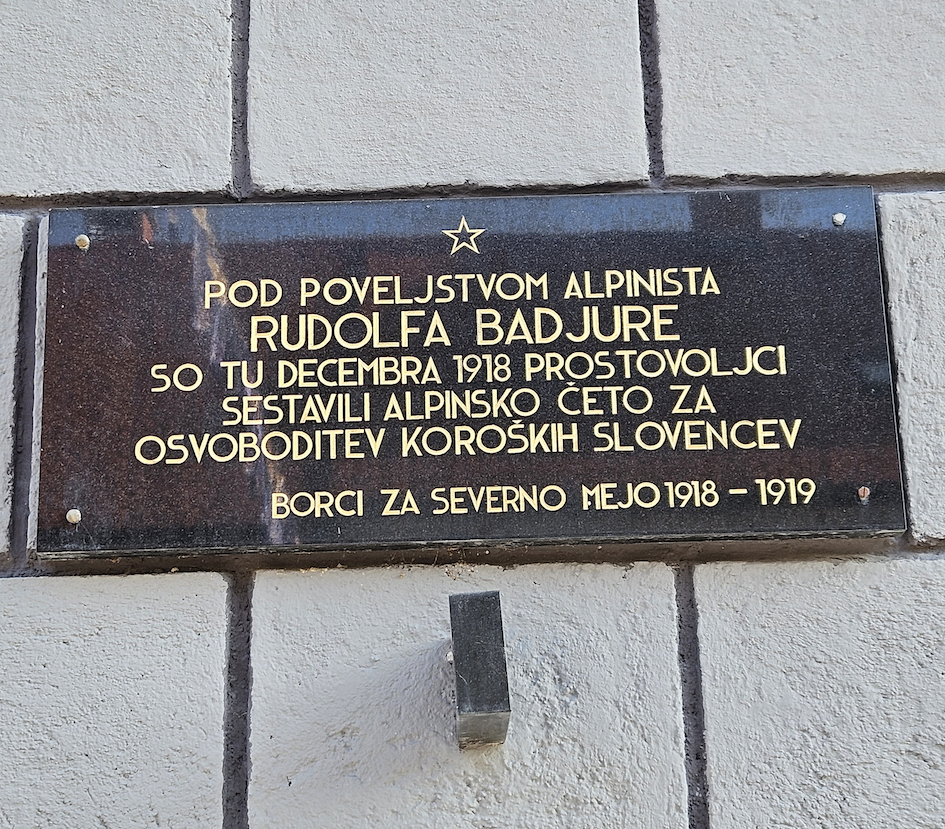 POD POVELJSTVOM ALPINISTA
RUDOLFA BADJURE
SO TU DECEMBRA 1918 PROSTOVOLJCI
SESTAVILI ALPINSKO ČETO ZA
OSVOBODITEV KOROŠKIH SLOVENCEV
BORCI ZA SEVERNO MEJO 1918 – 1919